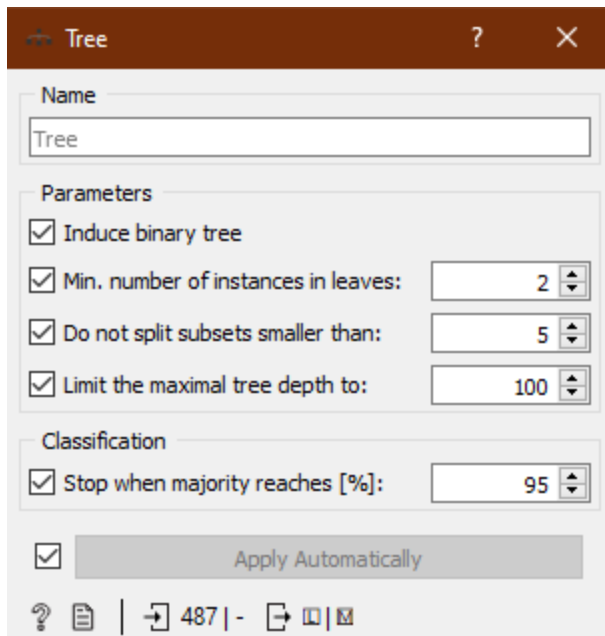 Tree
?
Name
Tree
Parameters
Induce binary tree
Min. number of instances in leaves: 2
Do not split subsets smaller than: 5
Limit the maximal tree depth to: 100
Classification
Stop when majority reaches [%]: 95
Apply Automatically
? 487 | - L | M